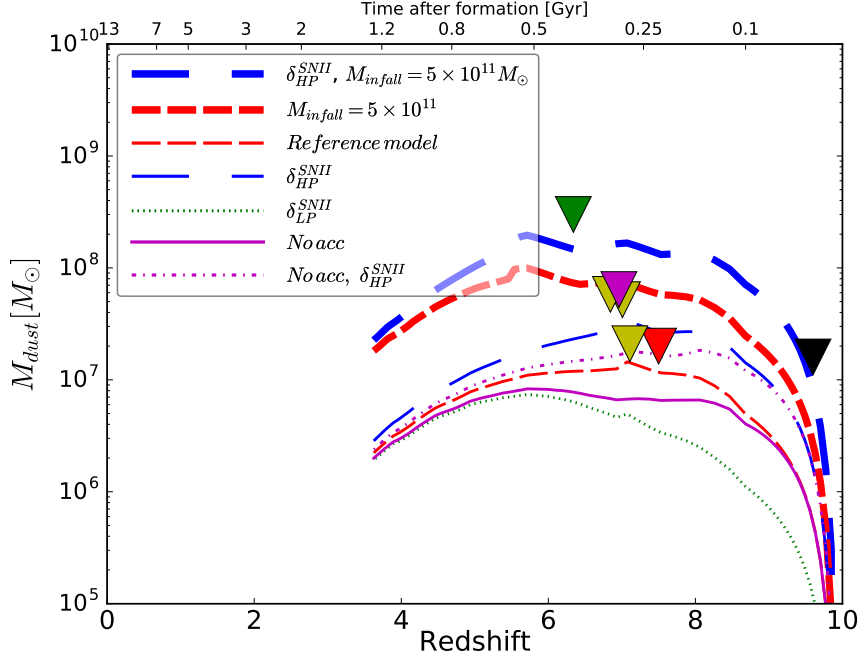 Time after formation [Gyr]
13 7 5 3 2 1.2 0.8 0.5 0.25 0.1
10^10
10^9
10^8
10^7
10^6
10^5
M_dust [M_⊙]
δ_HP^SNII, M_infall = 5 × 10^11 M_⊙
M_infall = 5 × 10^11
Reference model
δ_HP^SNII
δ_LP^SNII
No acc
No acc, δ_HP^SNII
0 2 4 6 8 10
Redshift